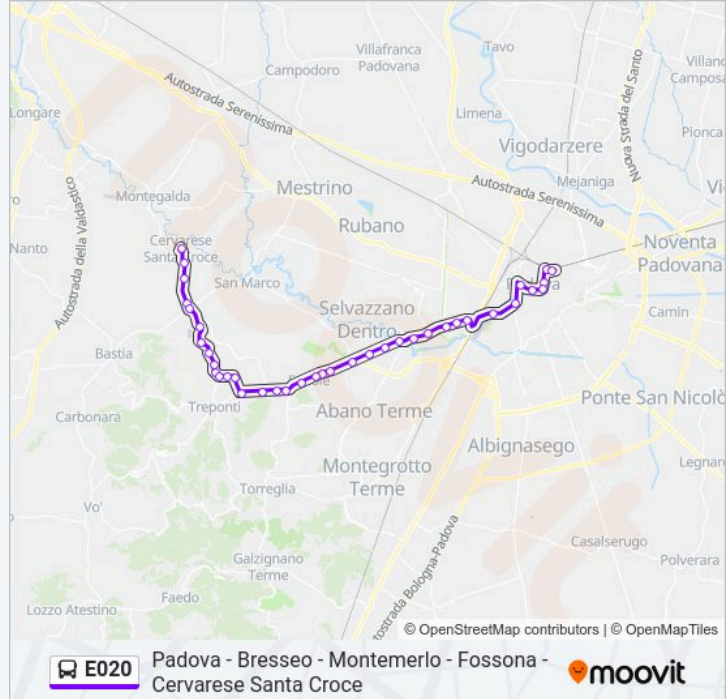 Villafranca
Padovana
Tavo
Campodoro
Autostrada Serenissima
Longare
Limena
Nuova Strada del Santo
Pionca
Vigodarzere
Mejaniga
Mestrino
Autostrada Serenissima
Montegalda
Rubano
Autostrada della Valdastico
Nanto
Cervarese
Santa Croce
Noventa
Padovana
San Marco
Selvazzano
Dentro
Camin
Bastia
Treponti
Carbonara
Abano Terme
Ponte San Nicolò
Albignasego
Montegrotto
Terme
Legnar
Torreglia
Vo'
Autostrada Bologna-Padova
Casalserugo
Galzignano
Terme
Polverara
Faedo
Lozzo Atestino
© OpenStreetMap contributors | © OpenMapTiles
E020
Padova - Bresseo - Montemerlo - Fossona -
Cervarese Santa Croce
moovit